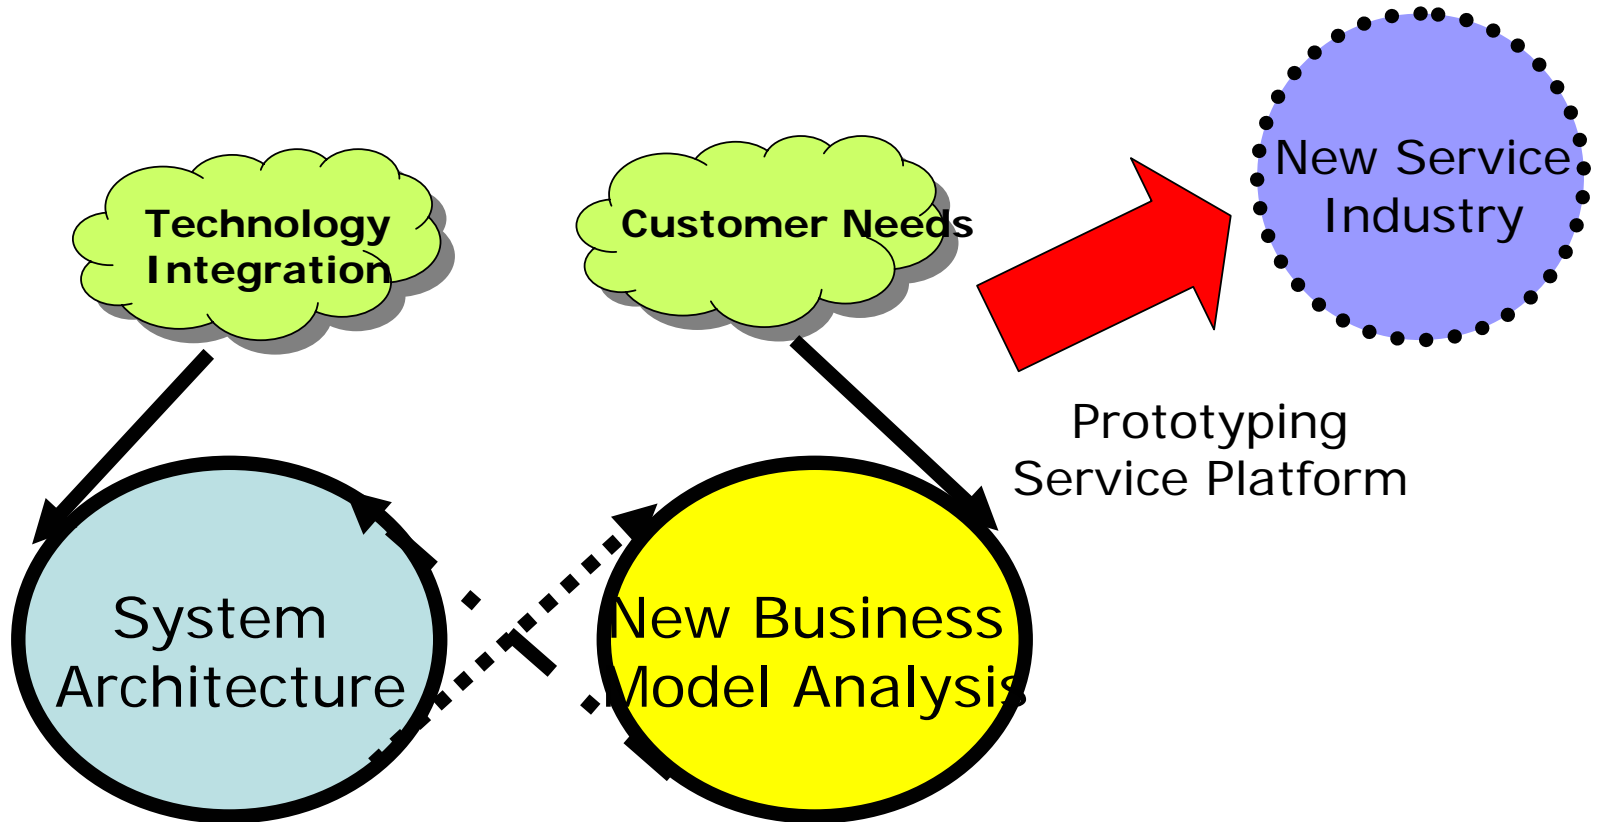 New Service
Industry
Technology
Integration
Customer Needs
Prototyping
Service Platform
System
Architecture
New Business
Model Analysis